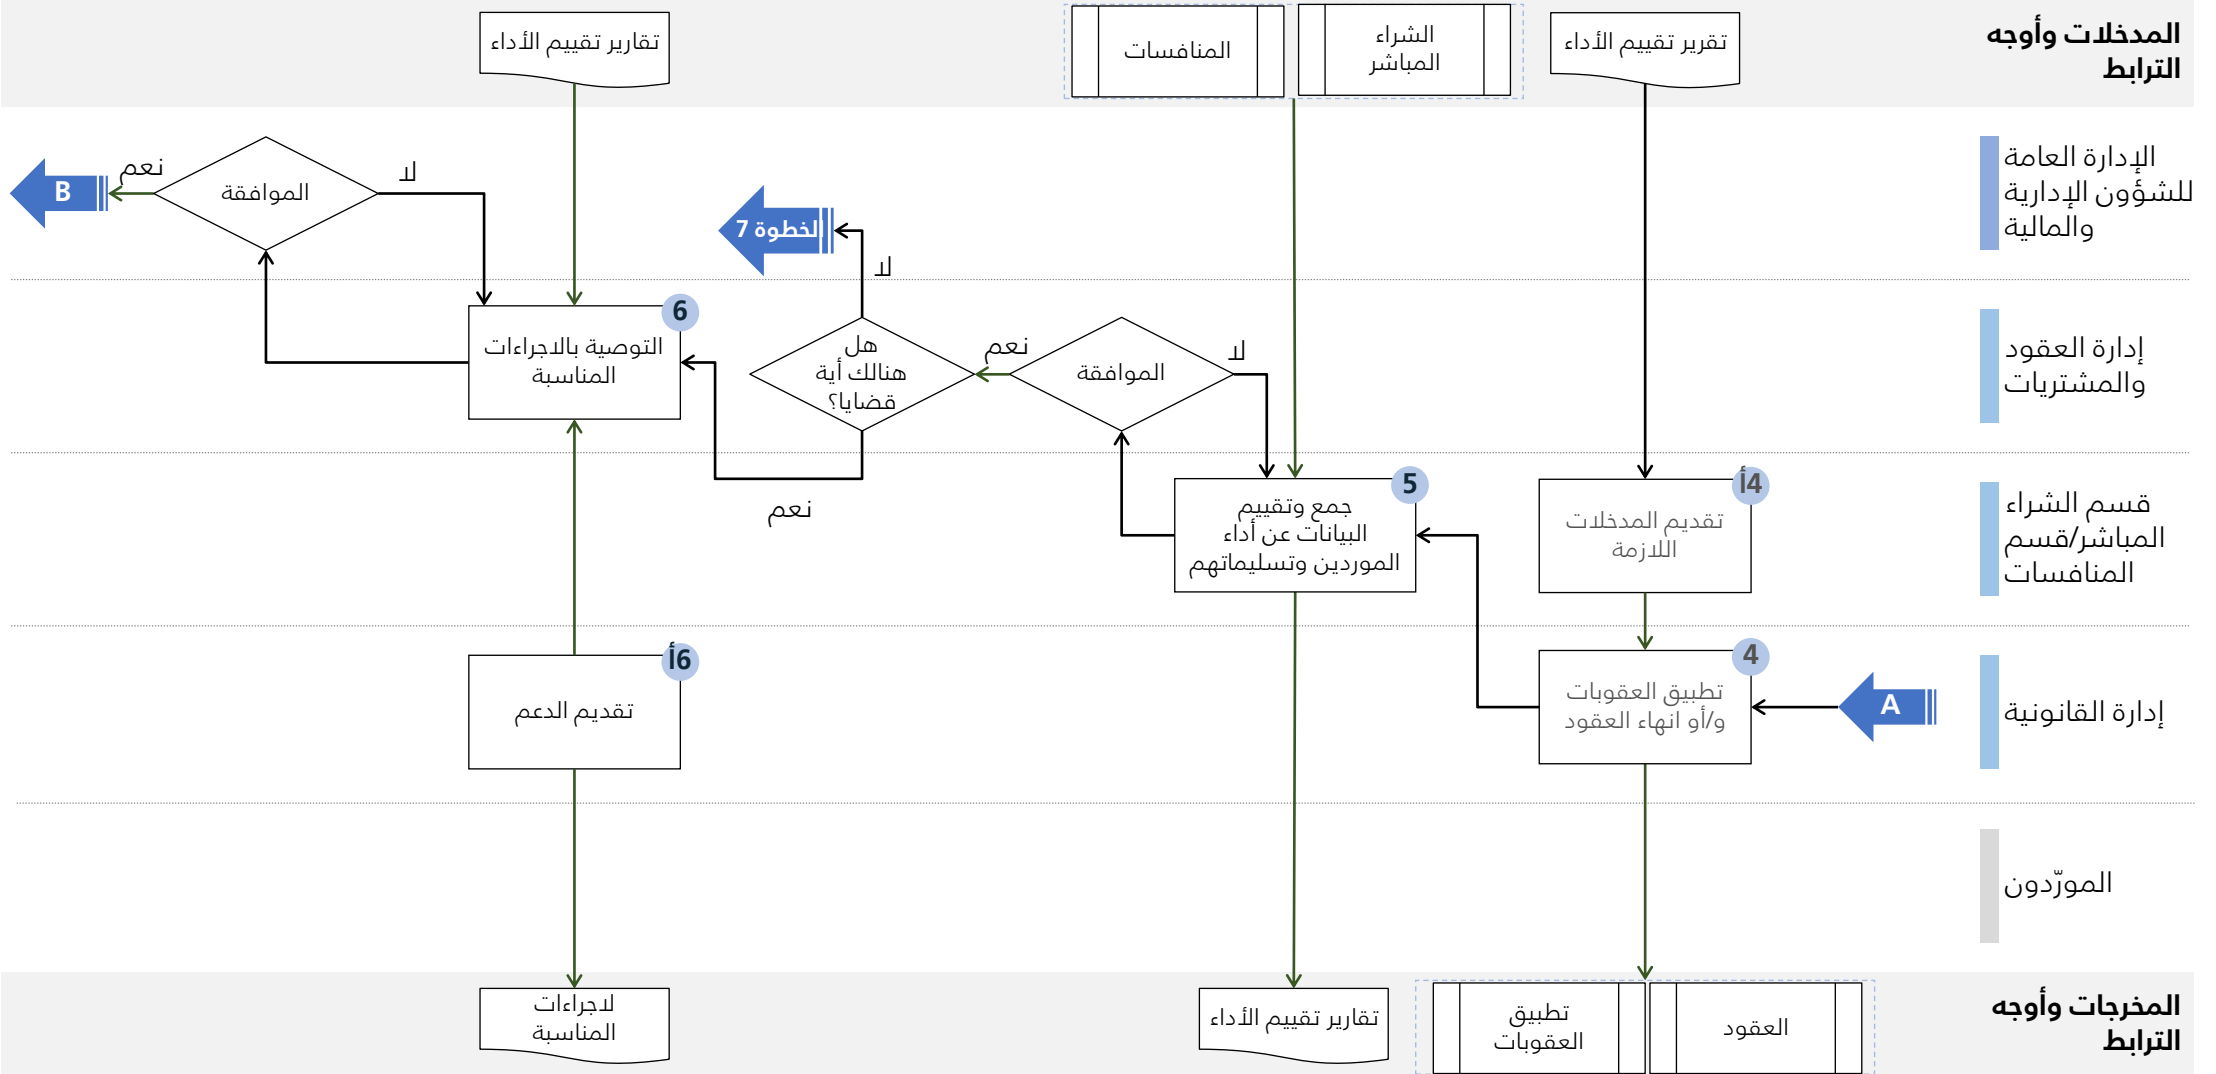 المدخلات وأوجه
الترابط
تقرير تقييم الأداء
الشراء
المباشر
المنافسات
تقارير تقييم الأداء
الإدارة العامة
للشؤون الإدارية
والمالية
الخطوة 7
لا
لا
الموافقة
نعم
B
إدارة العقود
والمشتريات
لا
الموافقة
نعم
هل
هنالك أية
قضايا؟
نعم
6
التوصية بالاجراءات
المناسبة
قسم الشراء
المباشر/قسم
المنافسات
4أ
تقديم المدخلات
اللازمة
5
جمع وتقييم
البيانات عن أداء
الموردين وتسليماتهم
إدارة القانونية
A
4
تطبيق العقوبات
و/أو انهاء العقود
6أ
تقديم الدعم
المورّدون
المخرجات وأوجه
الترابط
العقود
تطبيق
العقوبات
تقارير تقييم الأداء
لاجراءات
المناسبة